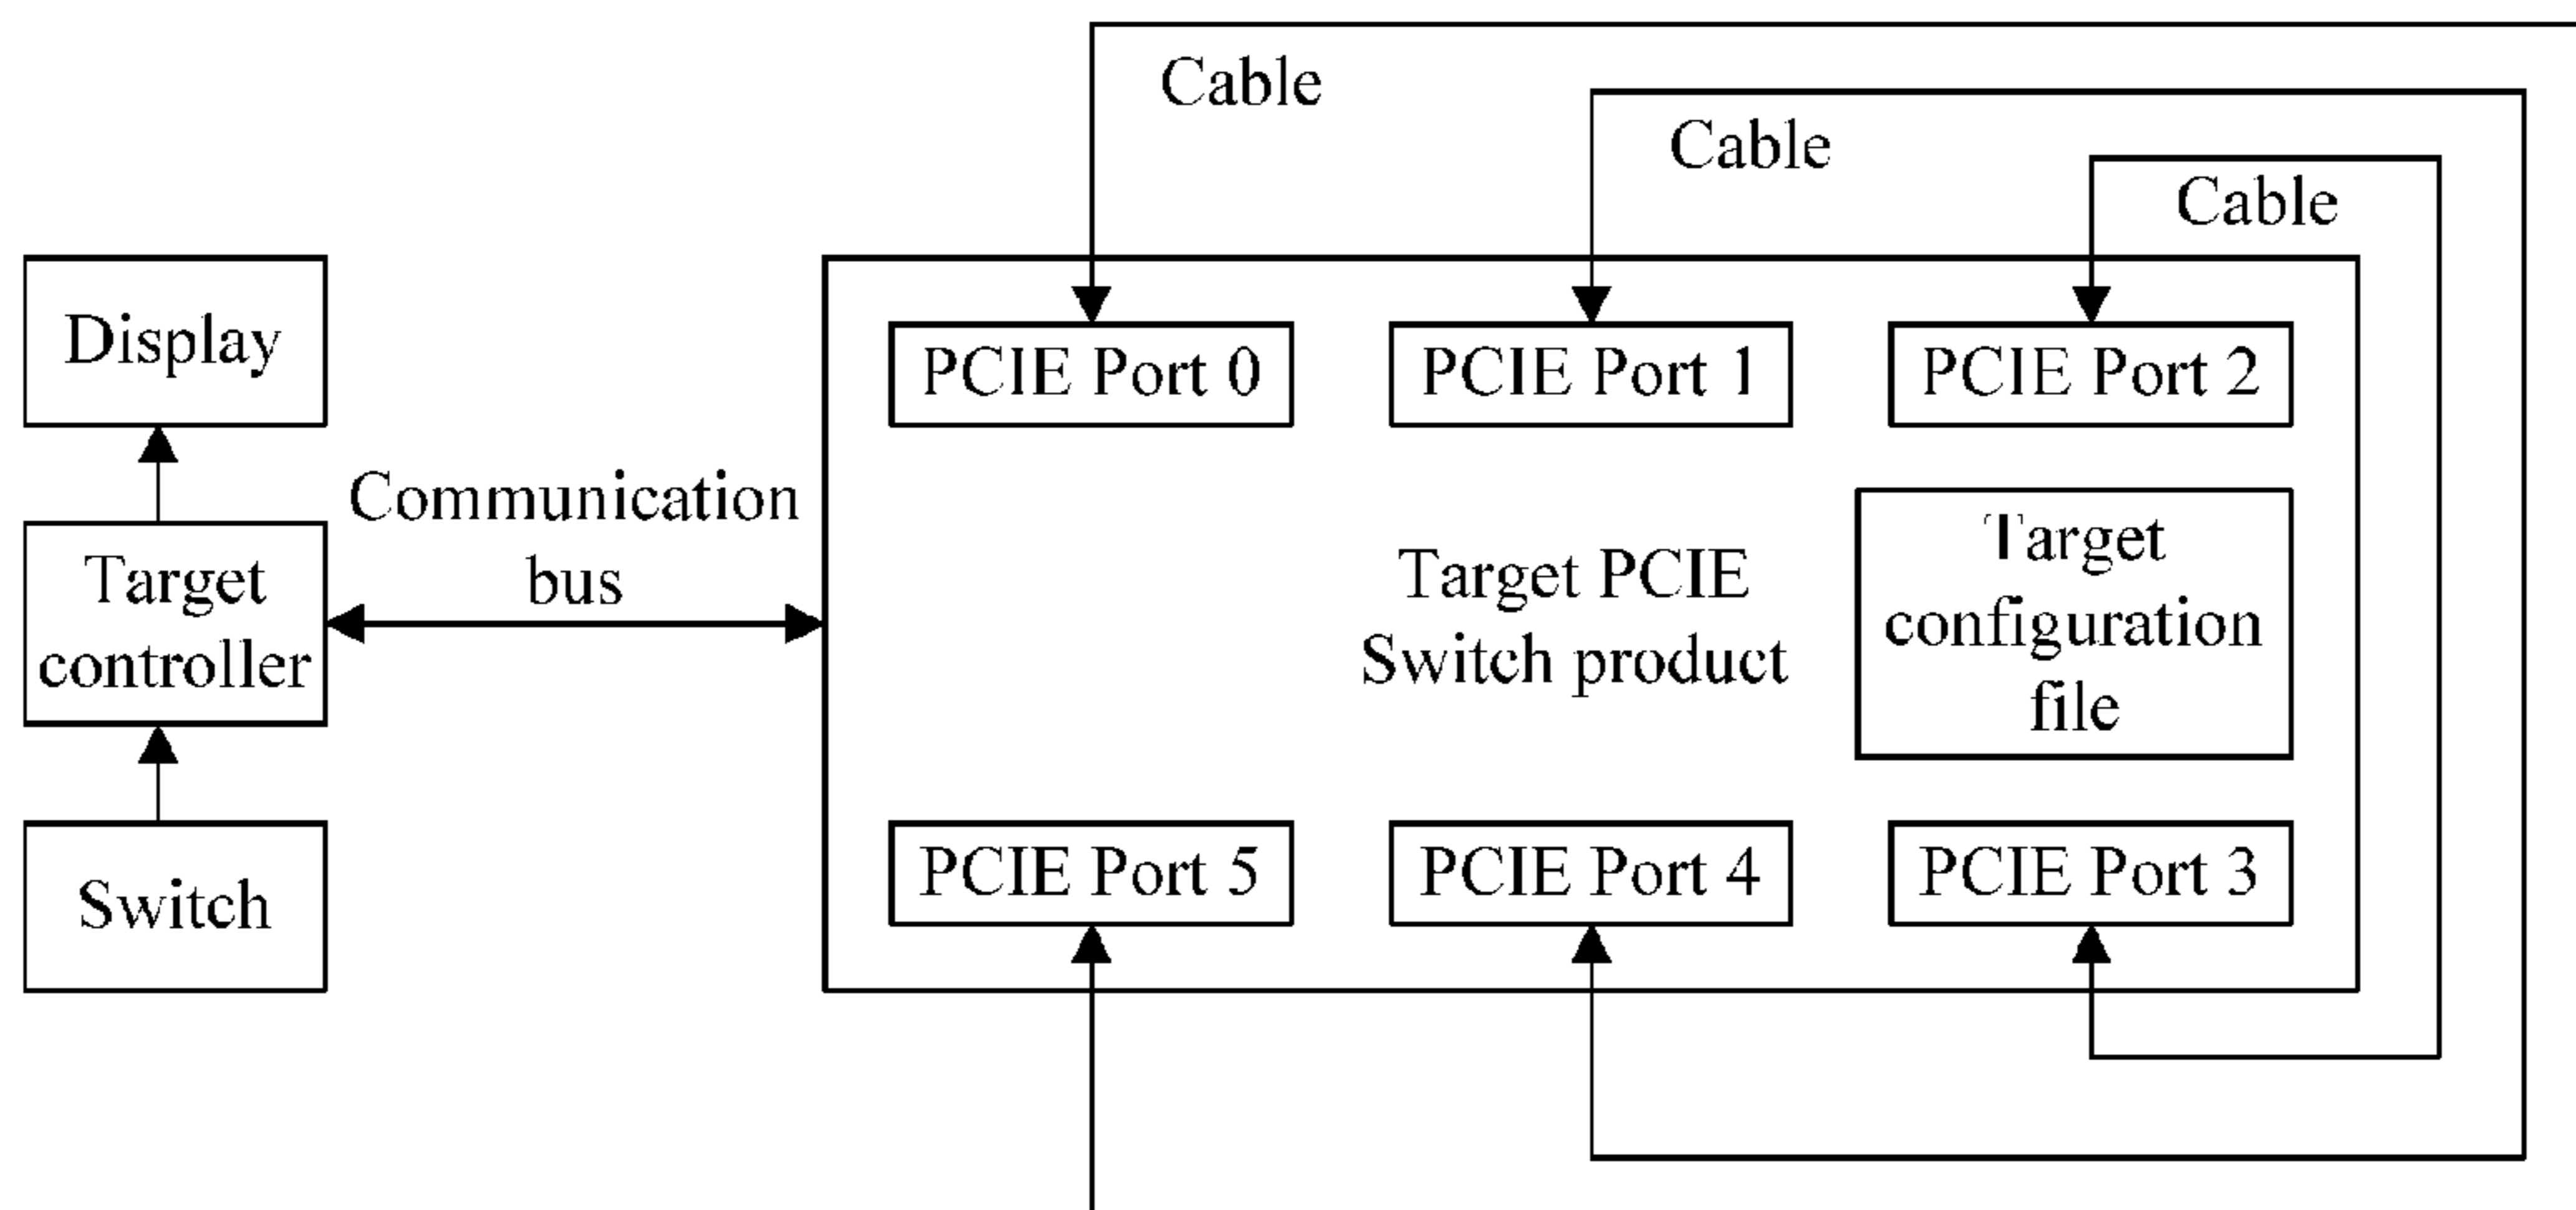 Cable
Cable
Cable
Display
PCIE Port 0
PCIE Port 1
PCIE Port 2
Communication
bus
Target
controller
Target PCIE
Switch product
Target
configuration
file
Switch
PCIE Port 5
PCIE Port 4
PCIE Port 3